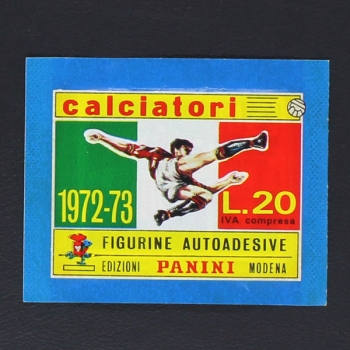 calciatori
1972-73
L.20
IVA compresa
FIGURINE AUTOADESIVE
EDIZIONI PANINI MODENA